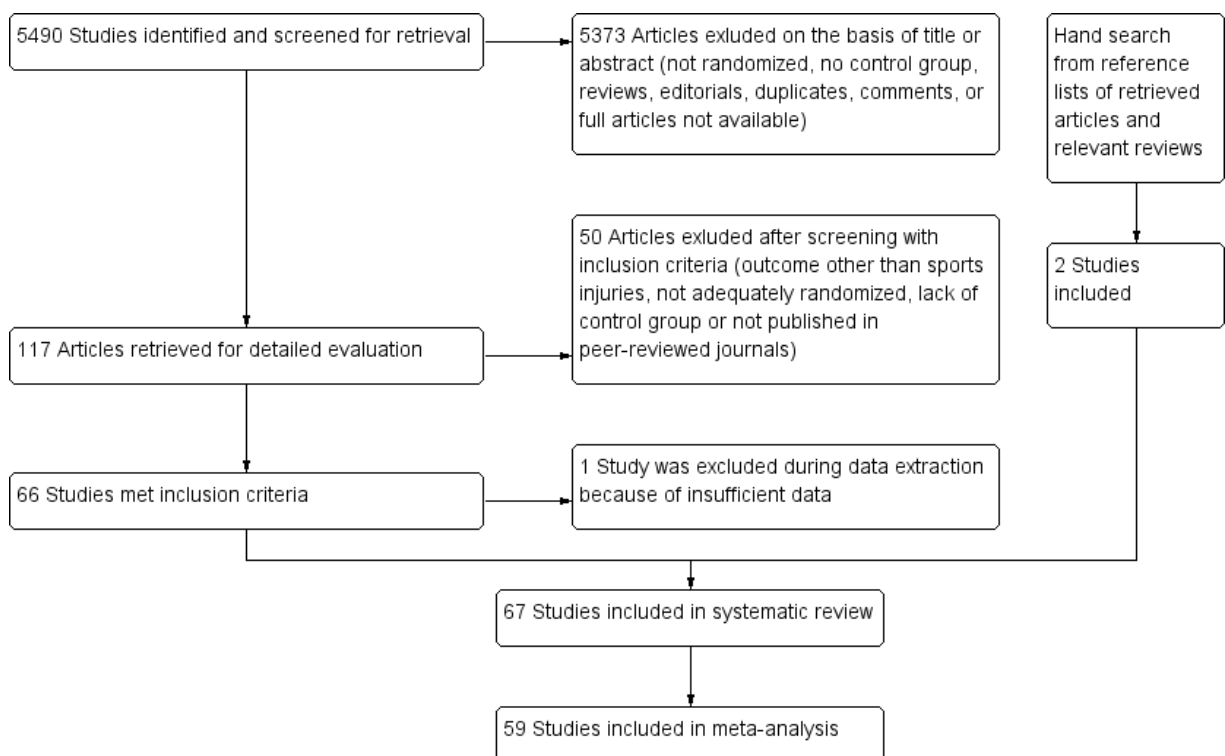 5490 Studies identified and screened for retrieval
5373 Articles exluded on the basis of title or
abstract (not randomized, no control group,
reviews, editorials, duplicates, comments, or
full articles not available)
Hand search
from reference
lists of retrieved
articles and
relevant reviews
50 Articles exluded after screening with
inclusion criteria (outcome other than sports
injuries, not adequately randomized, lack of
control group or not published in
peer-reviewed journals)
2 Studies
included
117 Articles retrieved for detailed evaluation
66 Studies met inclusion criteria
1 Study was excluded during data extraction
because of insufficient data
67 Studies included in systematic review
59 Studies included in meta-analysis